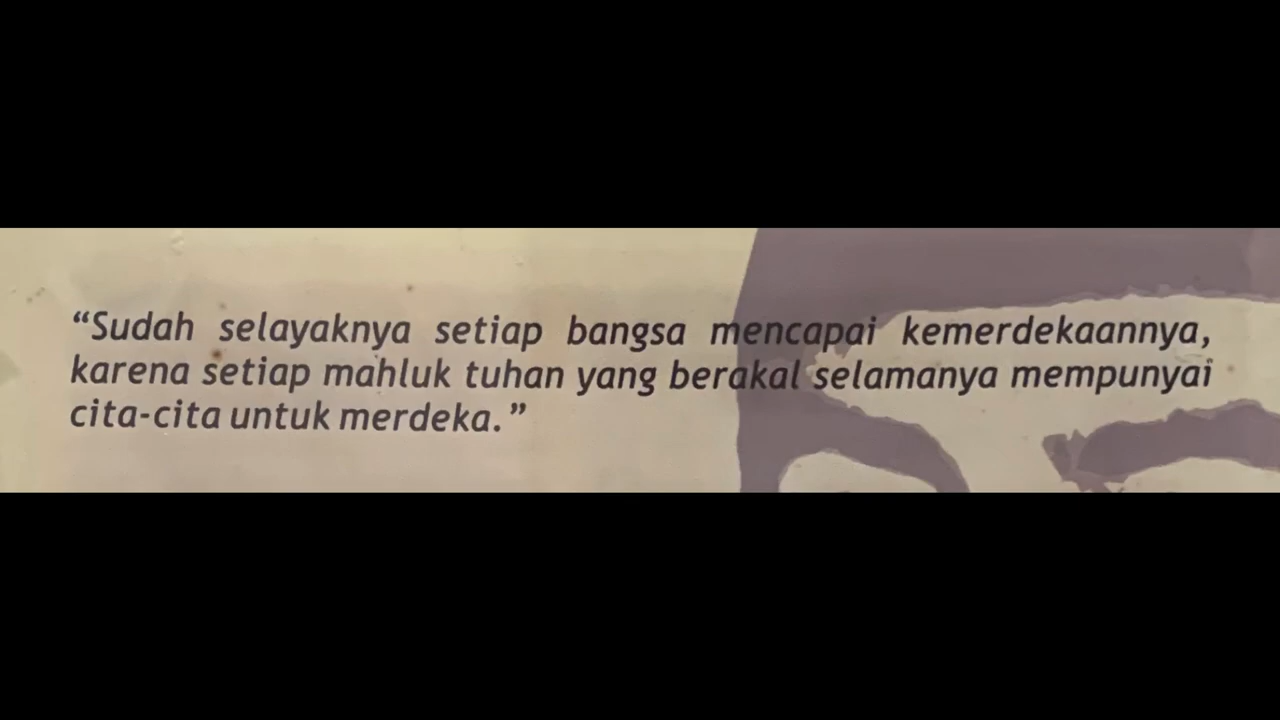 “Sudah selayaknya setiap bangsa mencapai kemerdekaannya,
karena setiap mahluk tuhan yang berakal selamanya mempunyai
cita-cita untuk merdeka.”